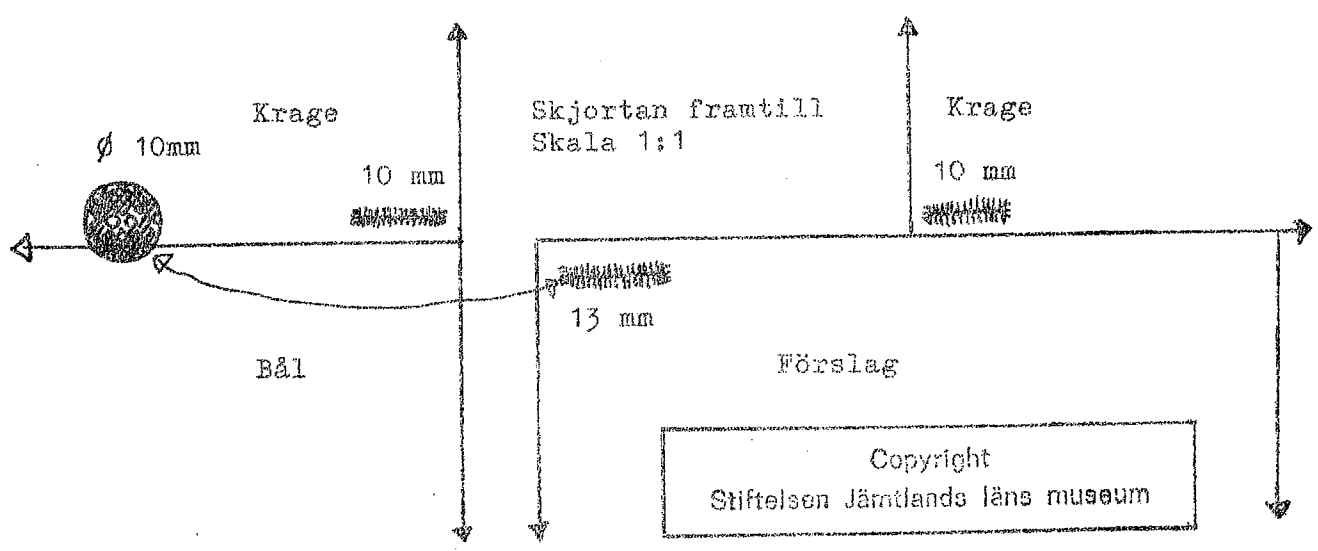 Krage
Skjortan framtill
Skala 1:1
Krage
ø 10mm
10 mm
10 mm
13 mm
Bål
Förslag
Copyright
Stiftelsen Jämtlands läns museum